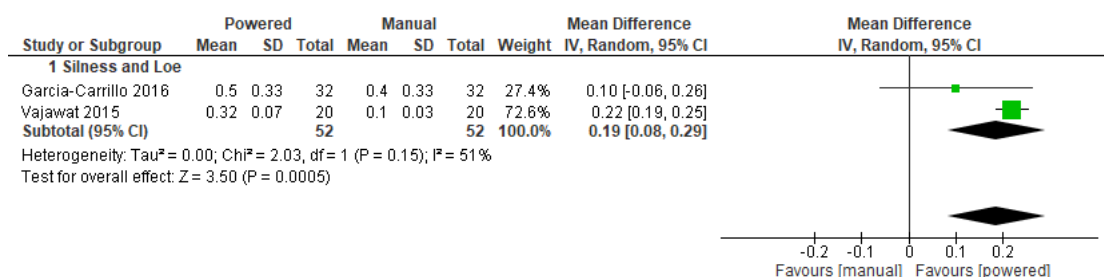 Powered Manual Mean Difference Mean Difference
Study or Subgroup Mean SD Total Mean SD Total Weight IV, Random, 95% CI IV, Random, 95% CI
1 Silness and Loe
Garcia-Carrillo 2016 0.5 0.33 32 0.4 0.33 32 27.4% 0.10 [-0.06, 0.26]
Vajawat 2015 0.32 0.07 20 0.1 0.03 20 72.6% 0.22 [0.19, 0.25]
Subtotal (95% CI) 52 52 100.0% 0.19 [0.08, 0.29]
Heterogeneity: Tau² = 0.00; Chi² = 2.03, df = 1 (P = 0.15); I² = 51%
Test for overall effect: Z = 3.50 (P = 0.0005)
-0.2 -0.1 0 0.1 0.2
Favours [manual] Favours [powered]